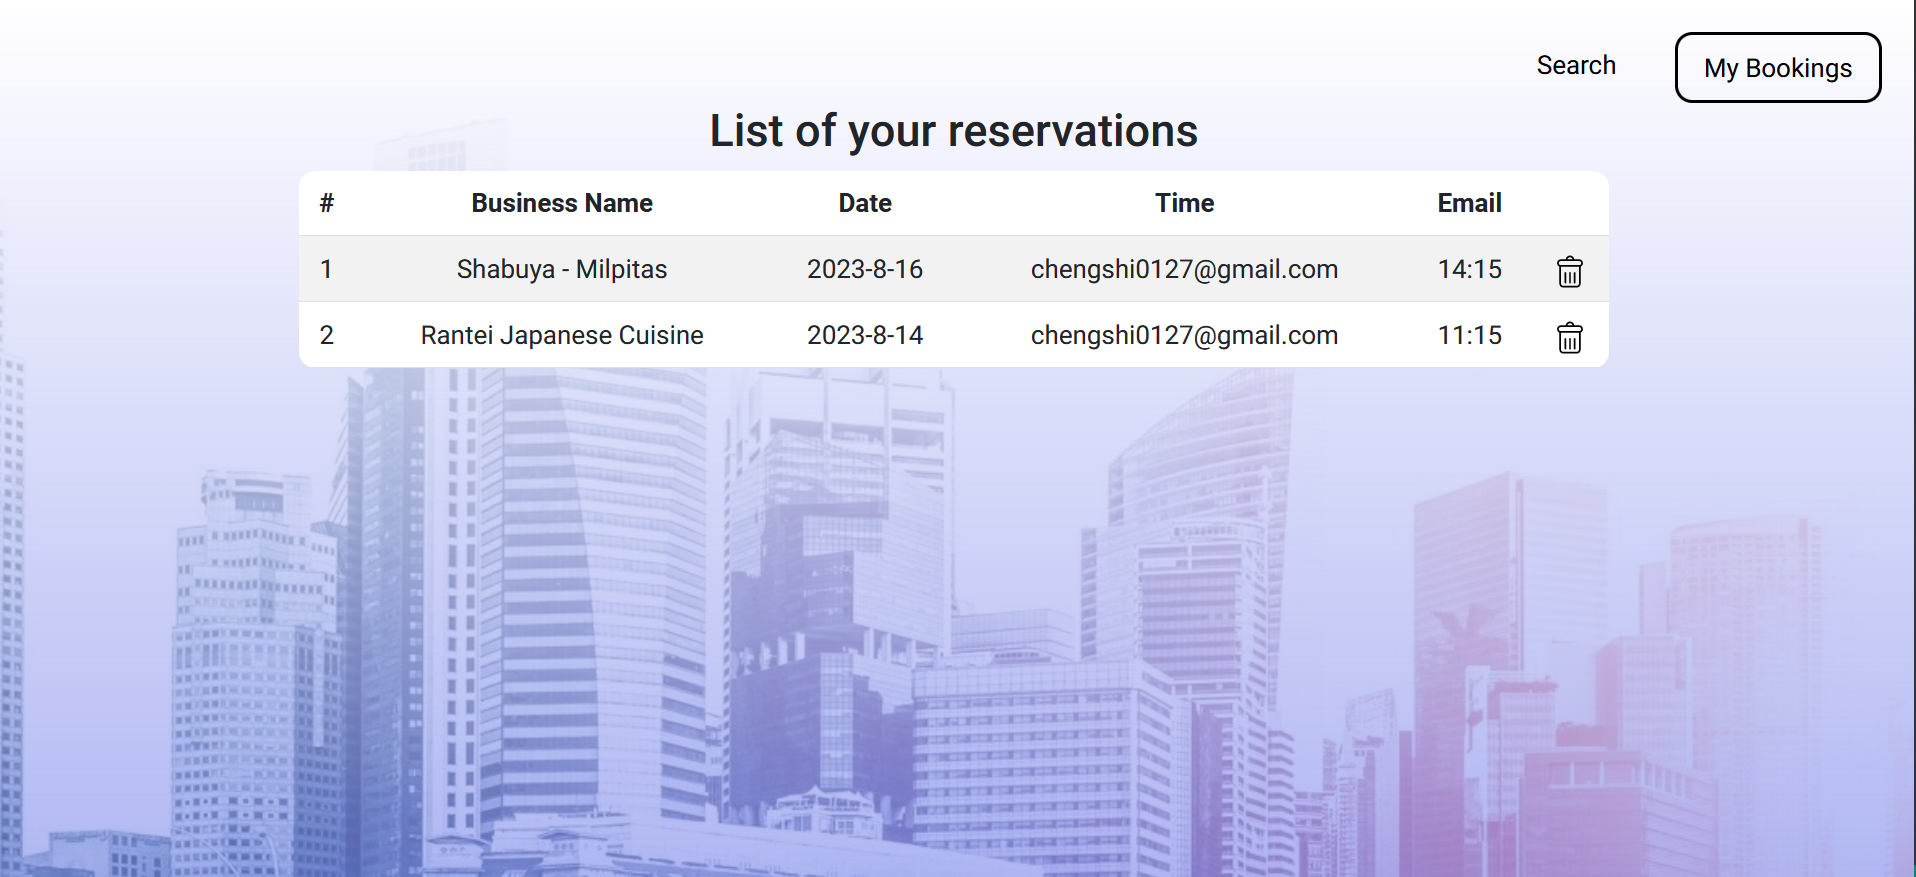 Search
My Bookings
List of your reservations
# Business Name Date Time Email
1 Shabuya - Milpitas 2023-8-16 chengshi0127@gmail.com 14:15
2 Rantei Japanese Cuisine 2023-8-14 chengshi0127@gmail.com 11:15